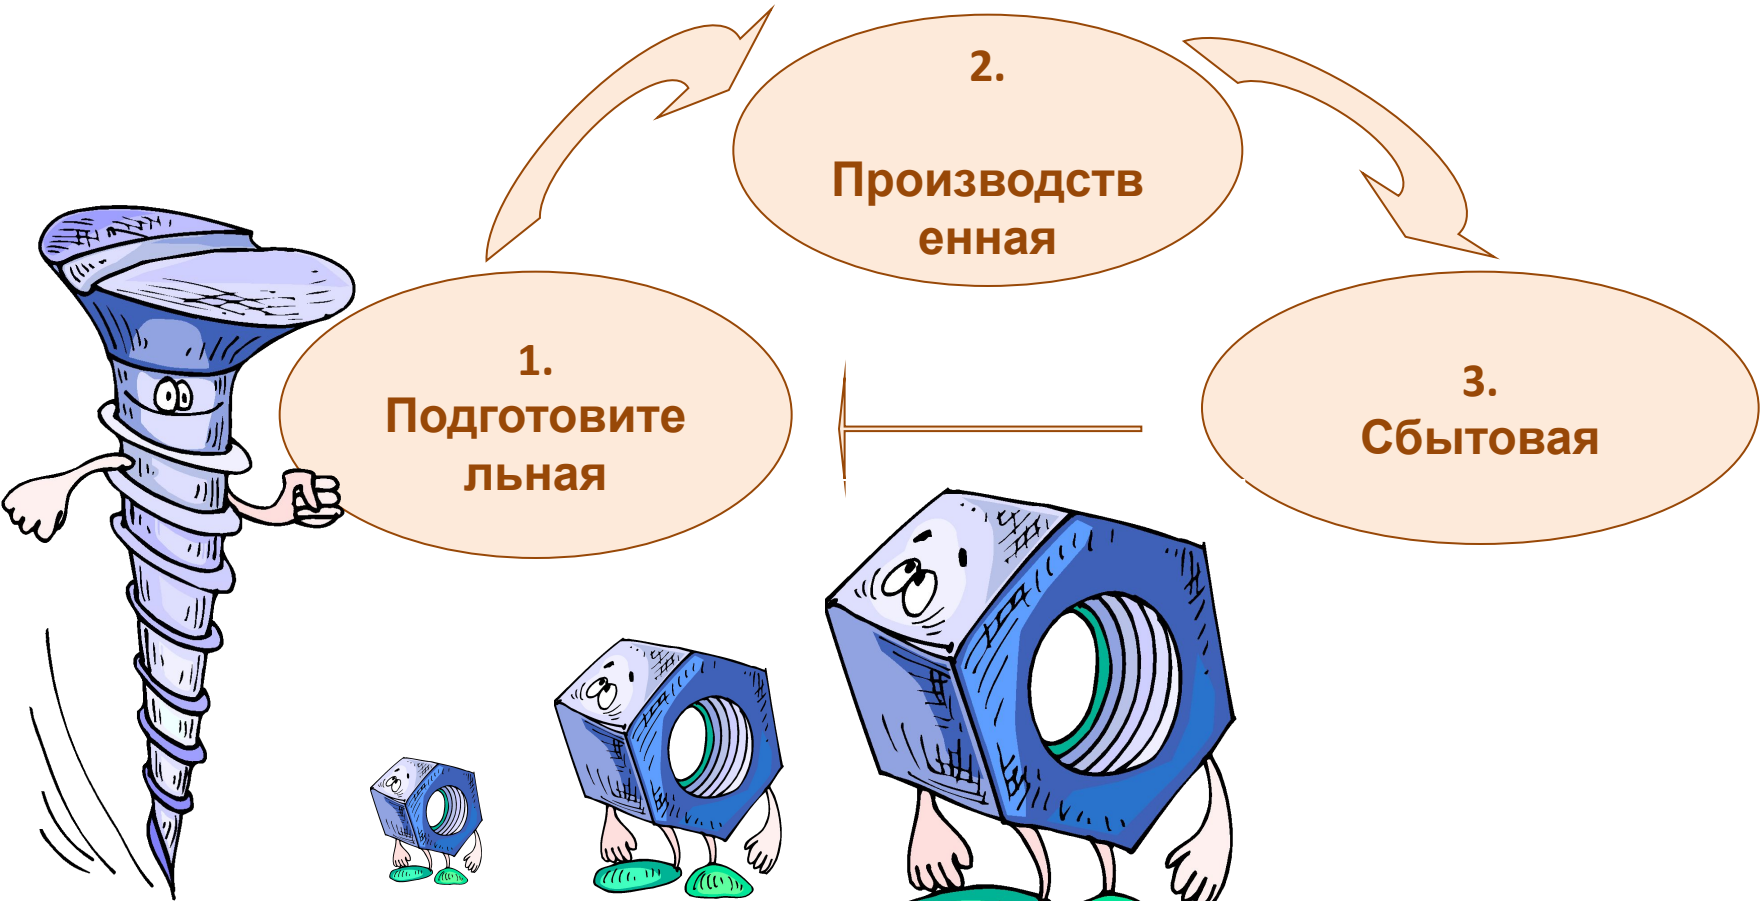 1.
Подготовите
льная
2.
Производств
енная
3.
Сбытовая